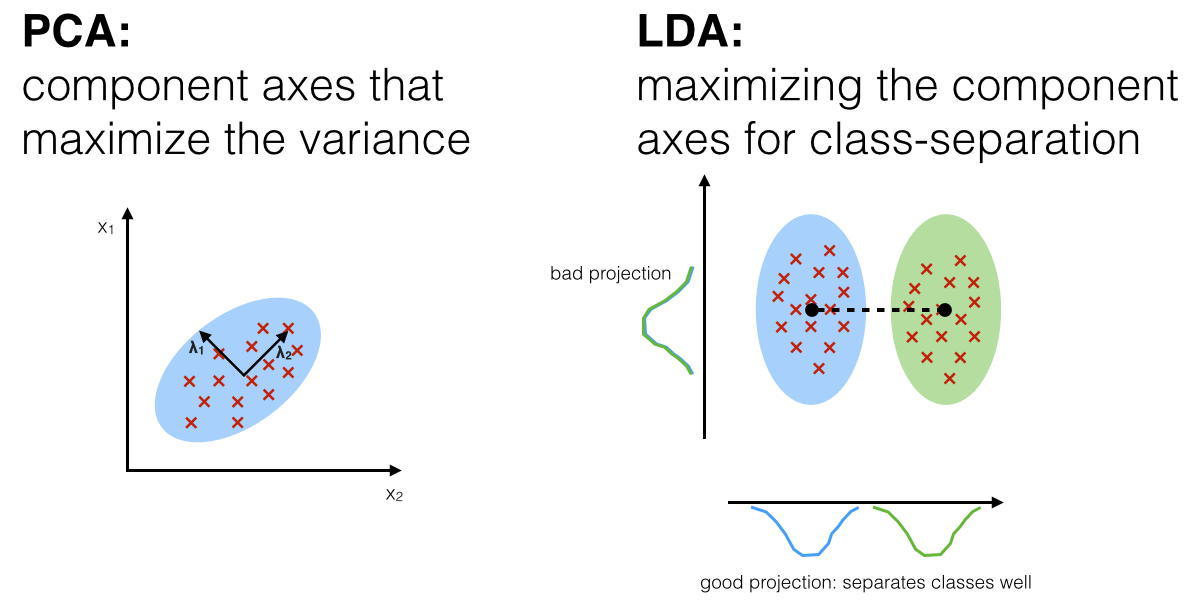 PCA:
component axes that
maximize the variance
x₁
λ₁
λ₂
x₂
LDA:
maximizing the component
axes for class-separation
bad projection
good projection: separates classes well